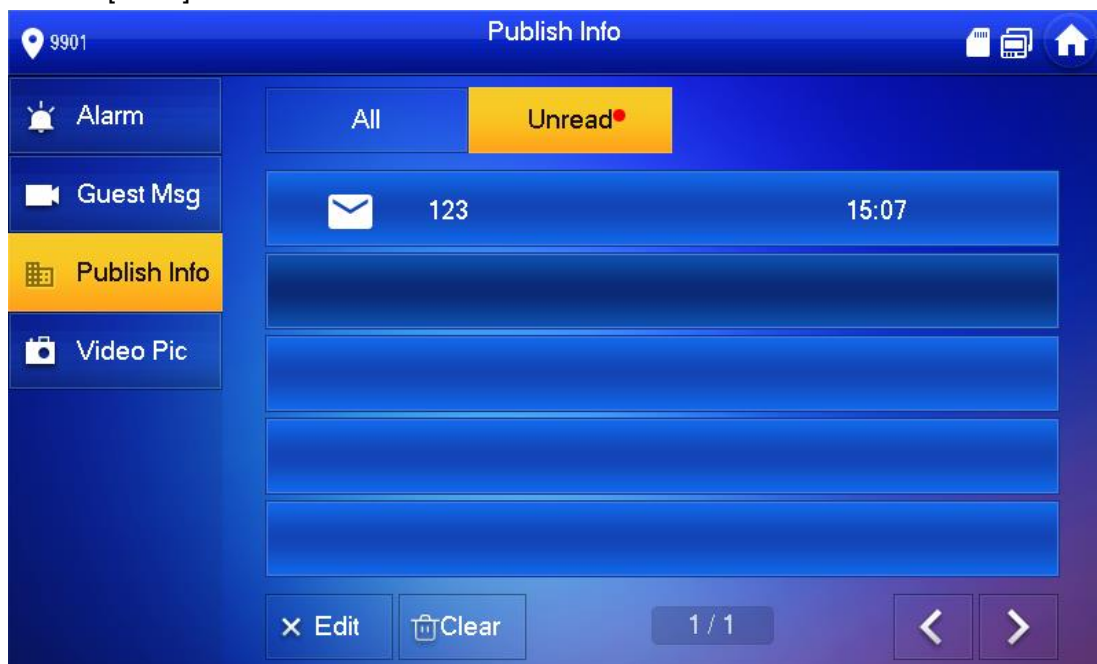 9901
Publish Info
Alarm
Guest Msg
Publish Info
Video Pic
All
Unread
123 15:07
Edit
Clear
1 / 1